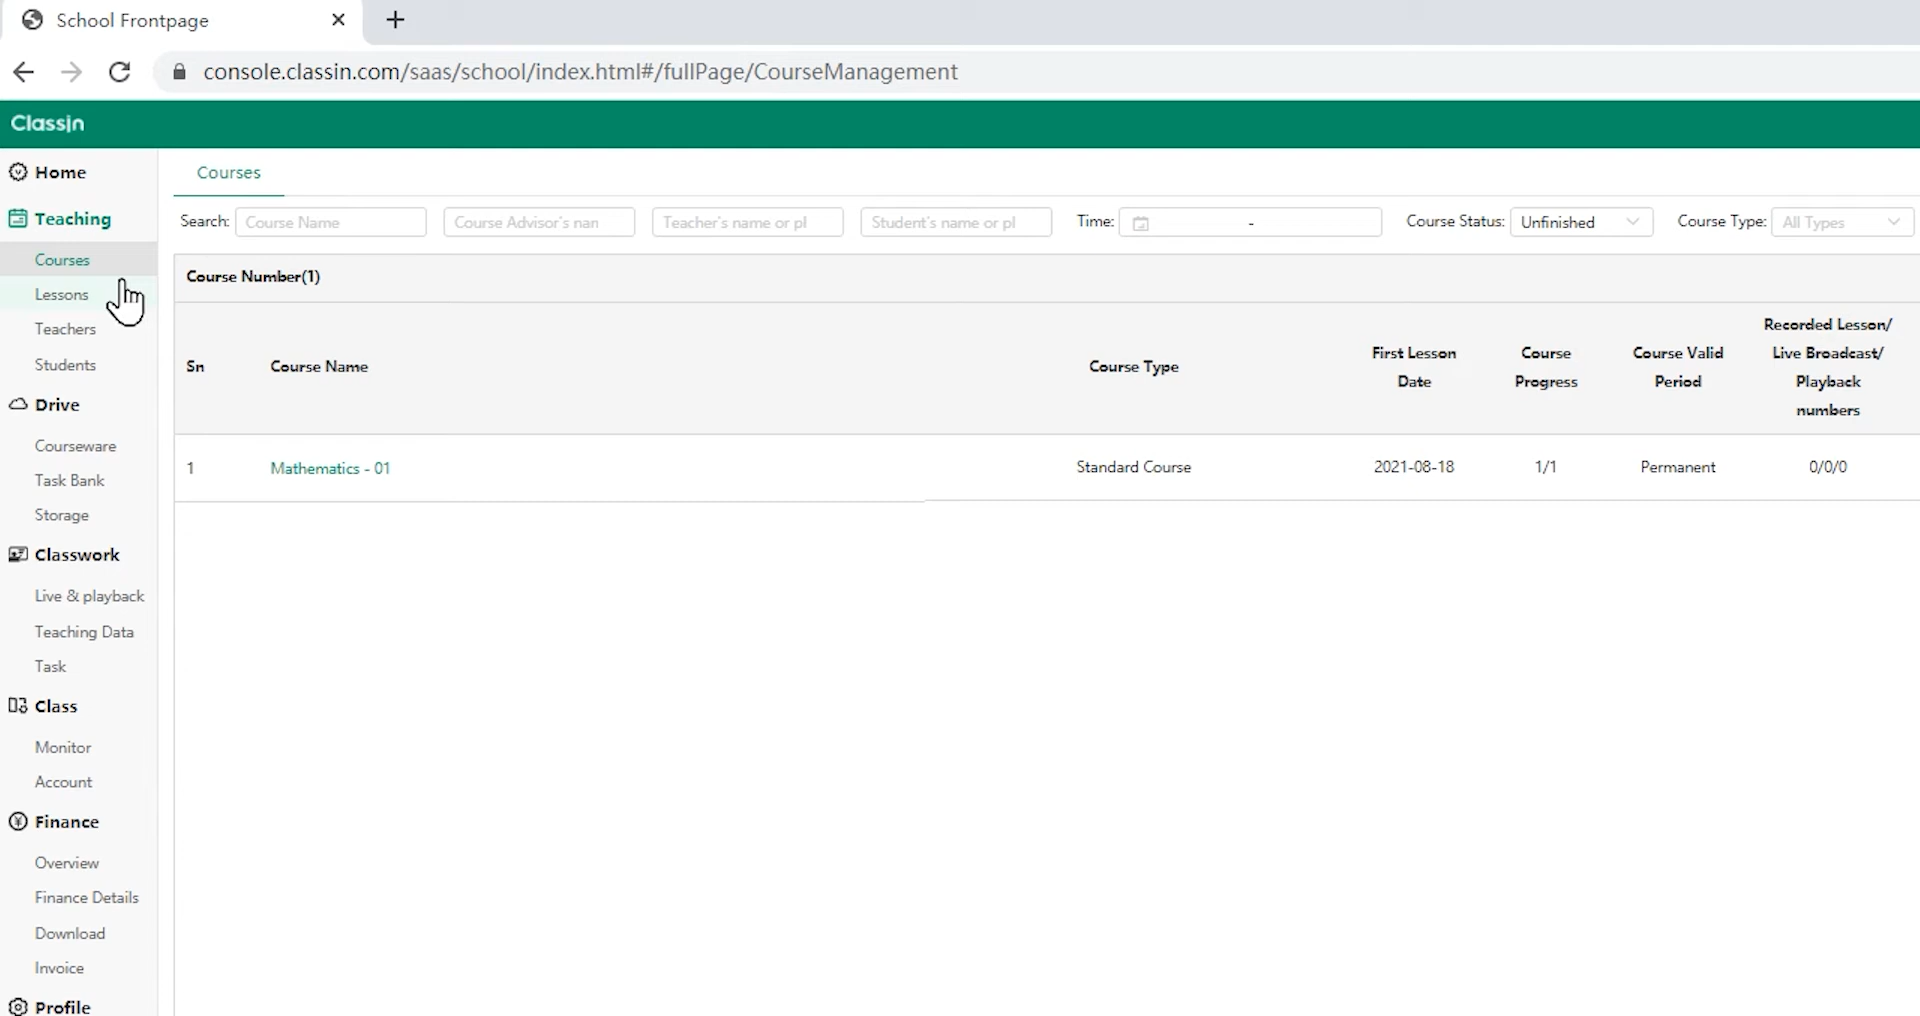 School Frontpage
console.classin.com/saas/school/index.html#/fullPage/CourseManagement
ClassIn
Home
Teaching
Courses
Lessons
Teachers
Students
Drive
Courseware
Task Bank
Storage
Classwork
Live & playback
Teaching Data
Task
Class
Monitor
Account
Finance
Overview
Finance Details
Download
Invoice
Profile
Courses
Search: Course Name Course Advisor's nan Teacher's name or pl Student's name or pl Time: - Course Status: Unfinished Course Type: All Types
Course Number(1)
Sn Course Name Course Type First Lesson Date Course Progress Course Valid Period Recorded Lesson/ Live Broadcast/ Playback numbers
1 Mathematics - 01 Standard Course 2021-08-18 1/1 Permanent 0/0/0